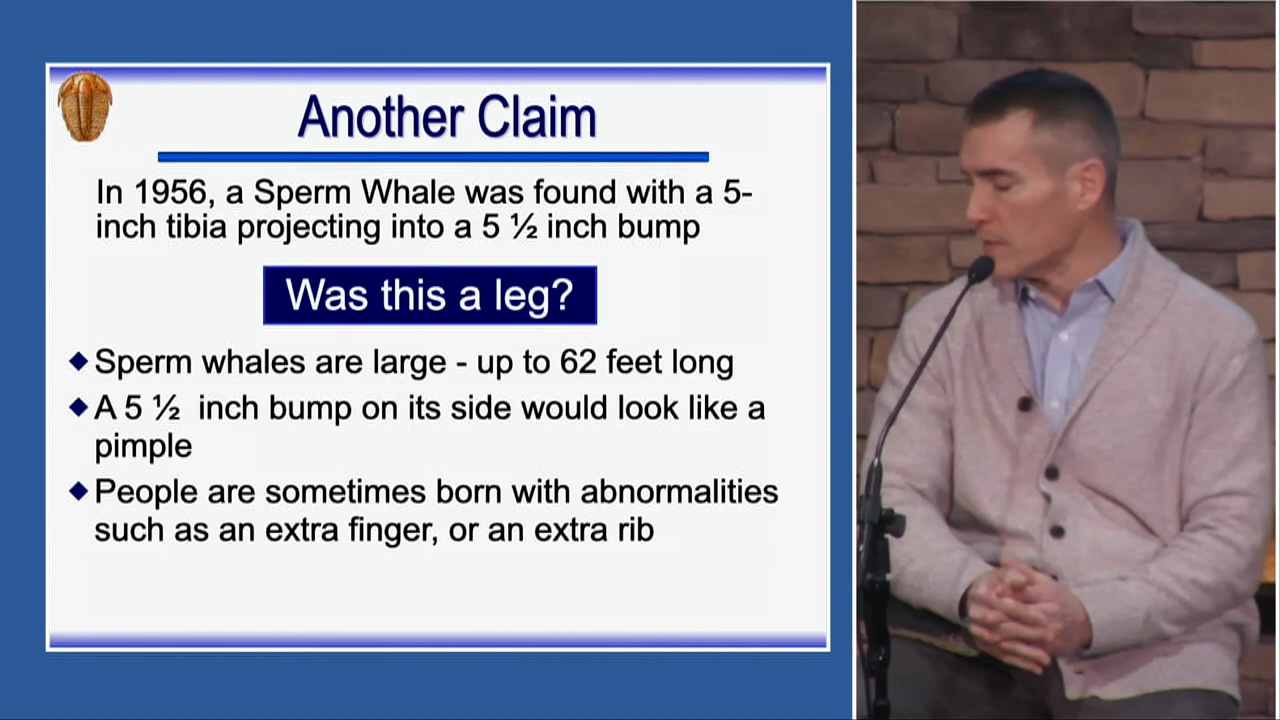 Another Claim
In 1956, a Sperm Whale was found with a 5-
inch tibia projecting into a 5 ½ inch bump
Was this a leg?
Sperm whales are large - up to 62 feet long
A 5 ½ inch bump on its side would look like a
pimple
People are sometimes born with abnormalities
such as an extra finger, or an extra rib